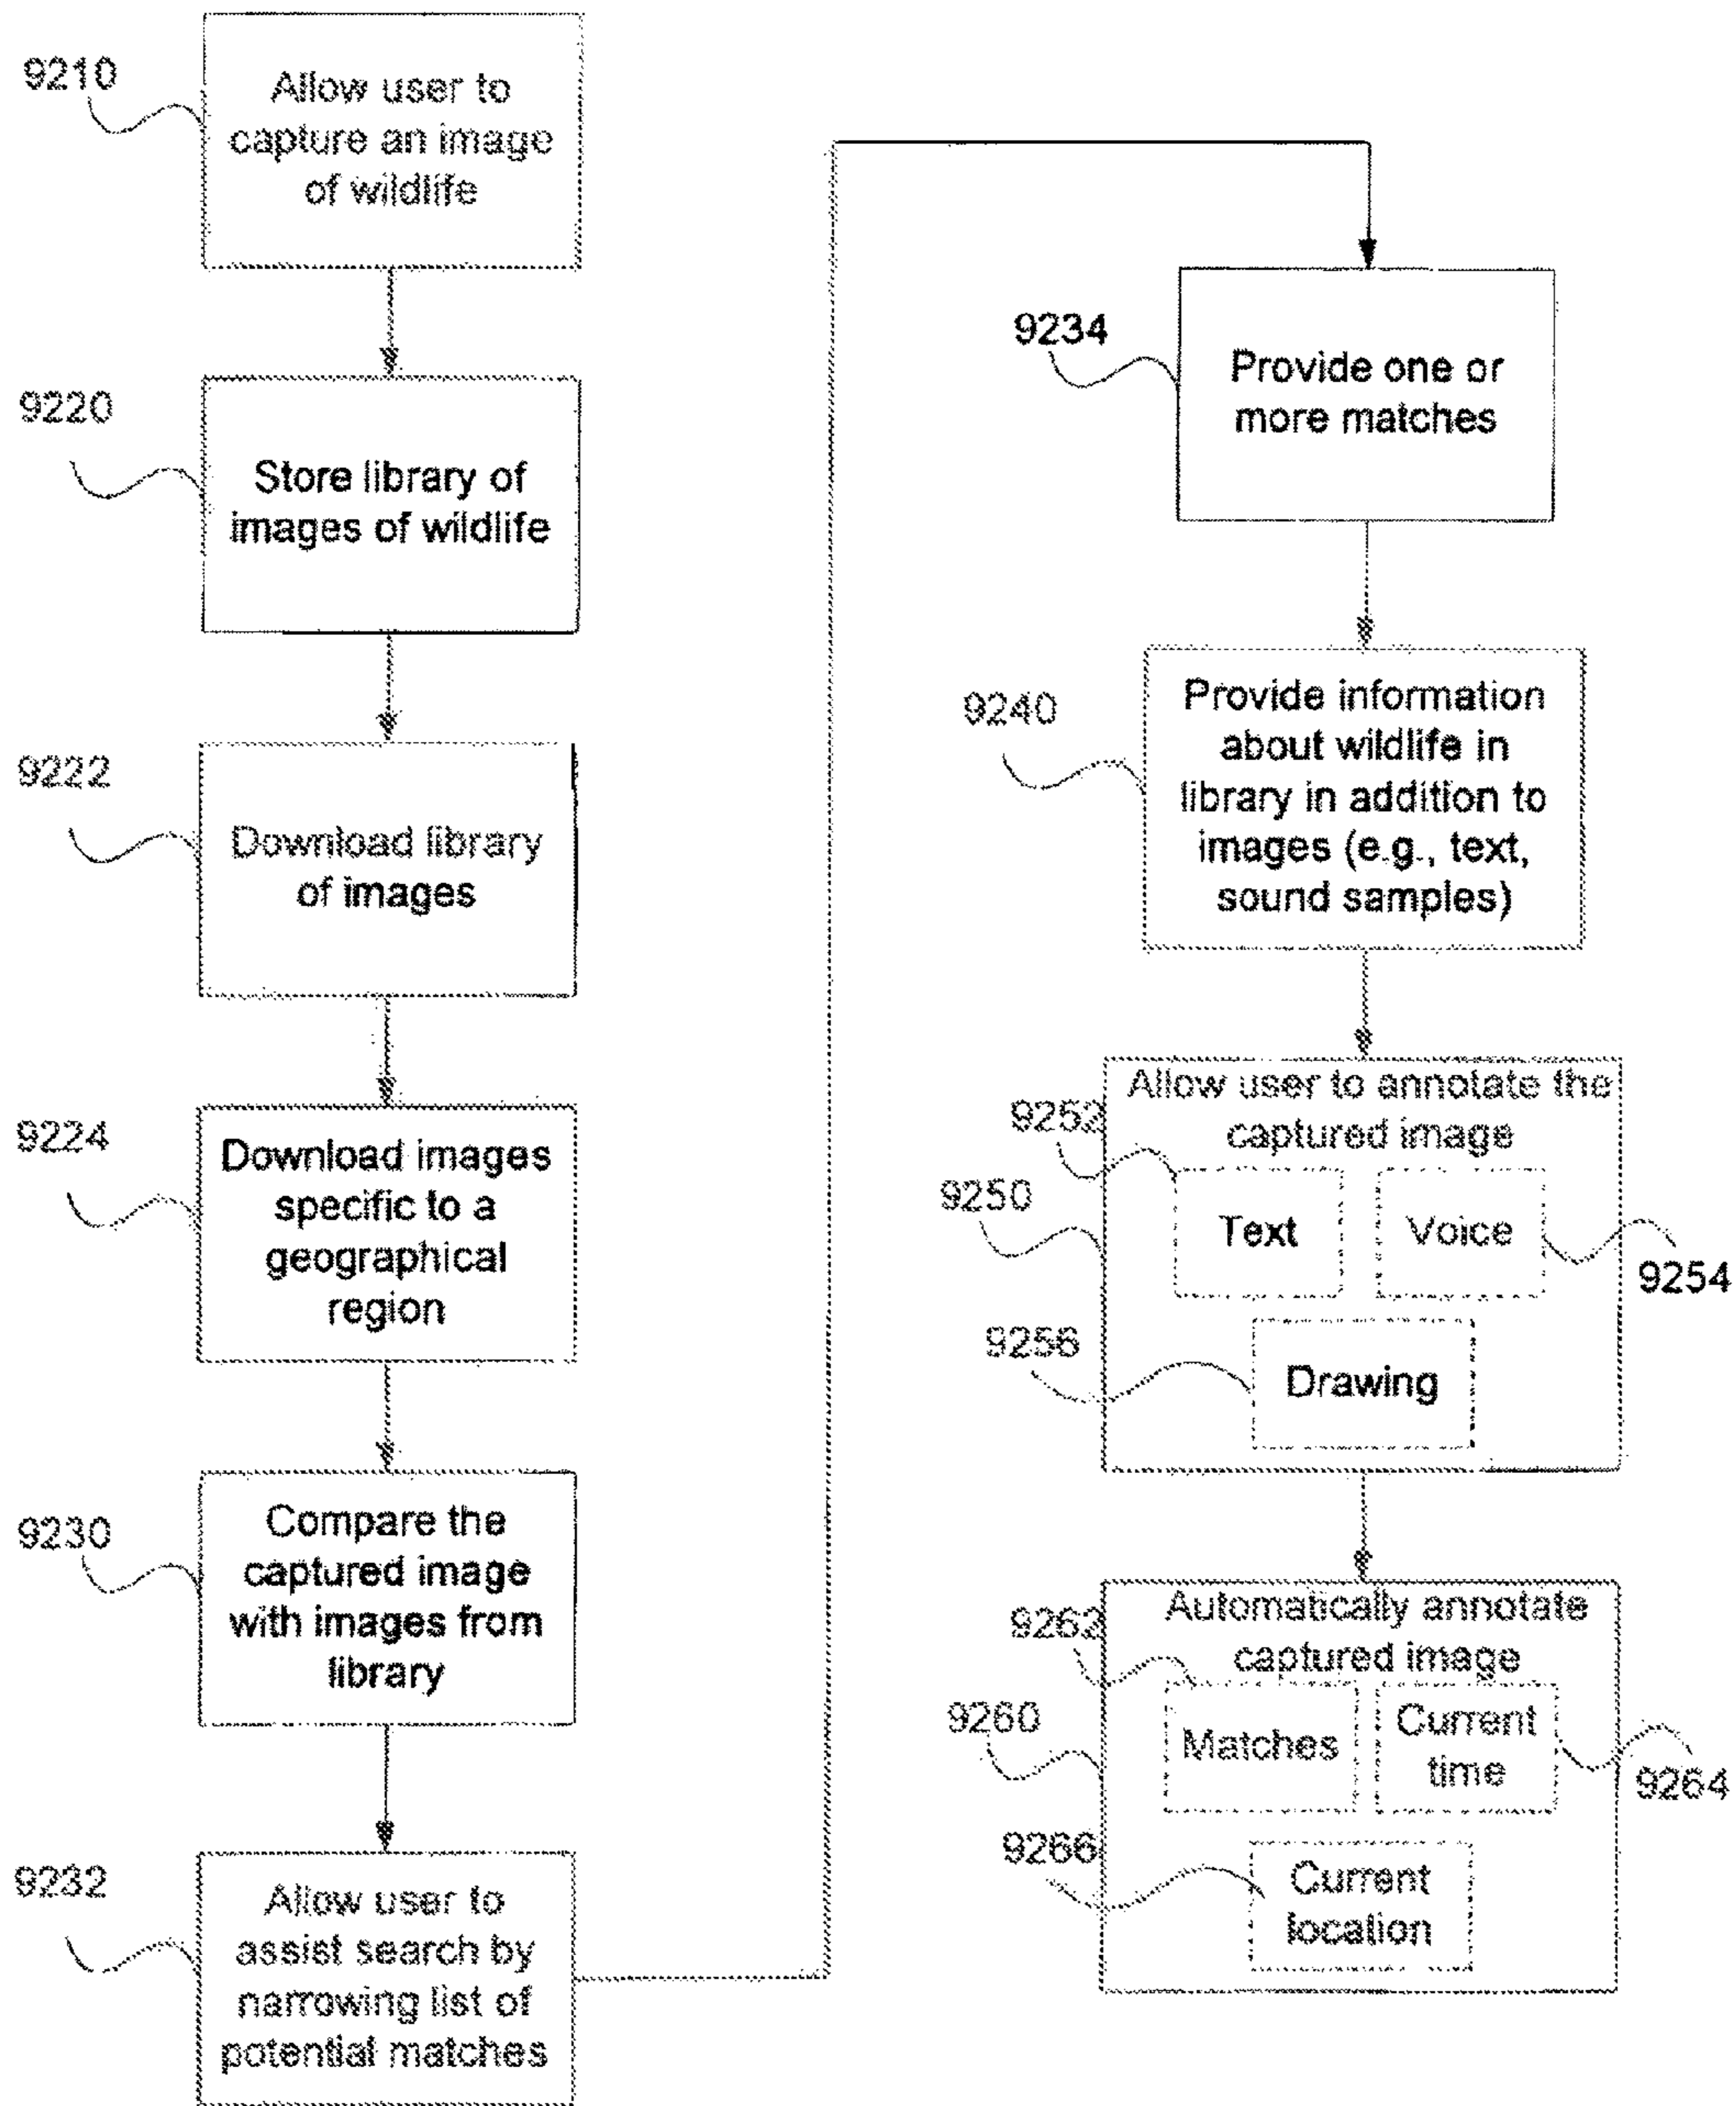 9210
Allow user to
capture an image
of wildlife
9220
Store library of
images of wildlife
9222
Download library
of images
9224
Download images
specific to a
geographical
region
9230
Compare the
captured image
with images from
library
9232
Allow user to
assist search by
narrowing list of
potential matches
9234
Provide one or
more matches
9240
Provide information
about wildlife in
library in addition to
images (e.g., text,
sound samples)
9250
Allow user to annotate the
captured image
9252
Text
Voice
9254
9256
Drawing
9260
Automatically annotate
captured image
9262
Matches
Current
time
9264
9266
Current
location